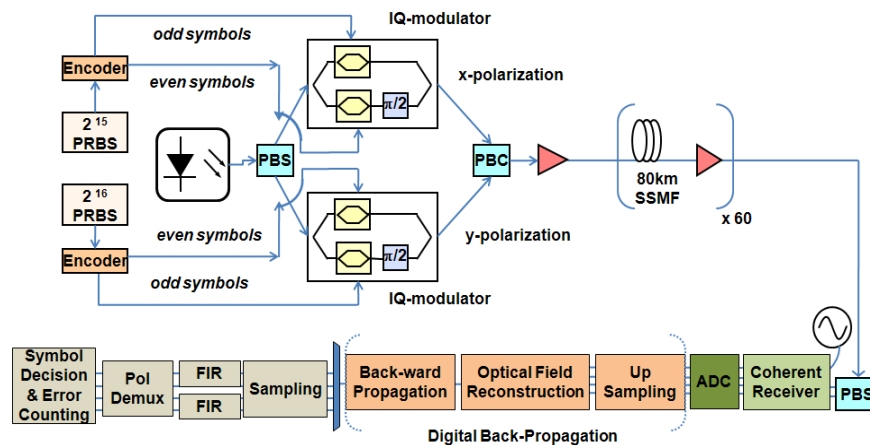 IQ-modulator
odd symbols
Encoder
even symbols
π/2
x-polarization
2 15
PRBS
PBS
PBC
80km
SSMF
x 60
2 16
PRBS
even symbols
Encoder
odd symbols
π/2
y-polarization
IQ-modulator
Symbol
Decision
& Error
Counting
Pol
Demux
FIR
FIR
Sampling
Back-ward
Propagation
Optical Field
Reconstruction
Up
Sampling
ADC
Coherent
Receiver
PBS
Digital Back-Propagation